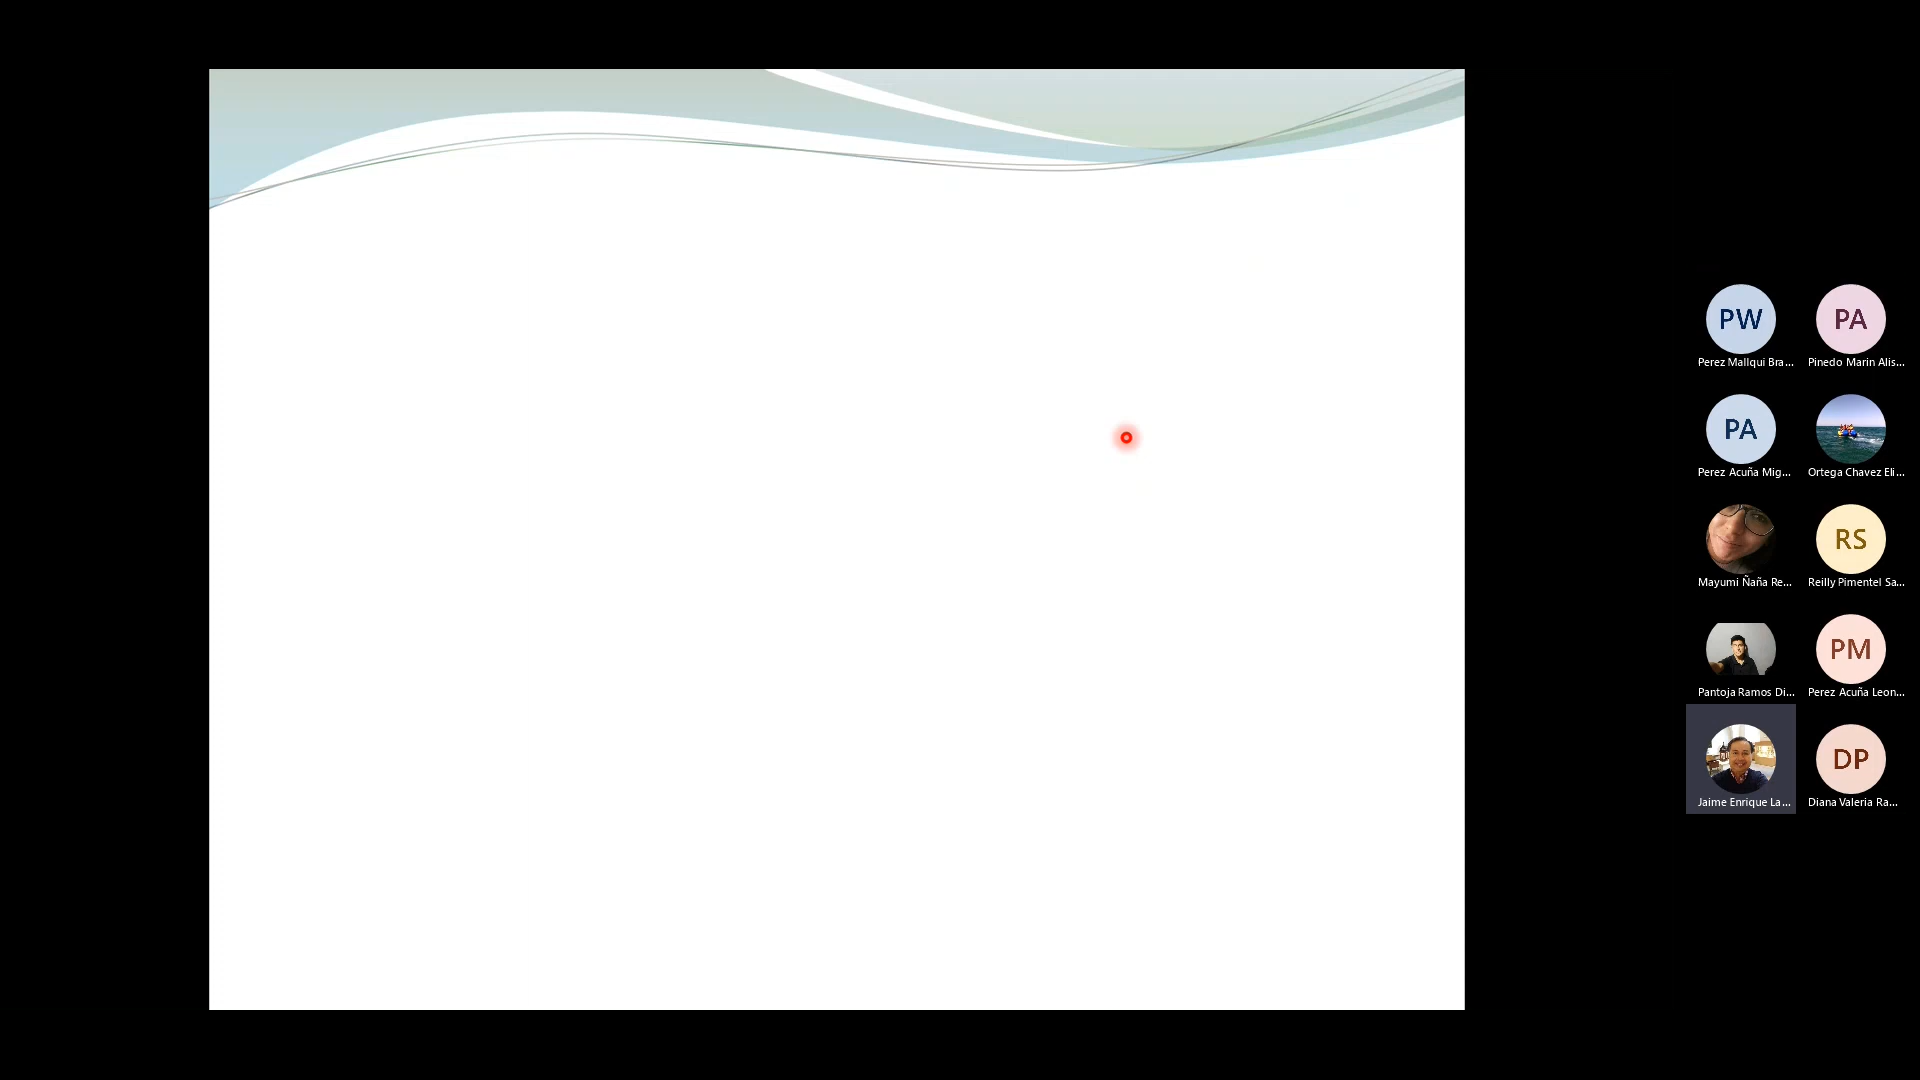 PW
PA
Perez Mallqui Bra...
Pinedo Marin Alis...
PA
Perez Acuña Mig...
Ortega Chavez Eli...
RS
Mayumi Ñaña Re...
Reilly Pimentel Sa...
PM
Pantoja Ramos Di...
Perez Acuña Leon...
DP
Jaime Enrique La...
Diana Valeria Ra...